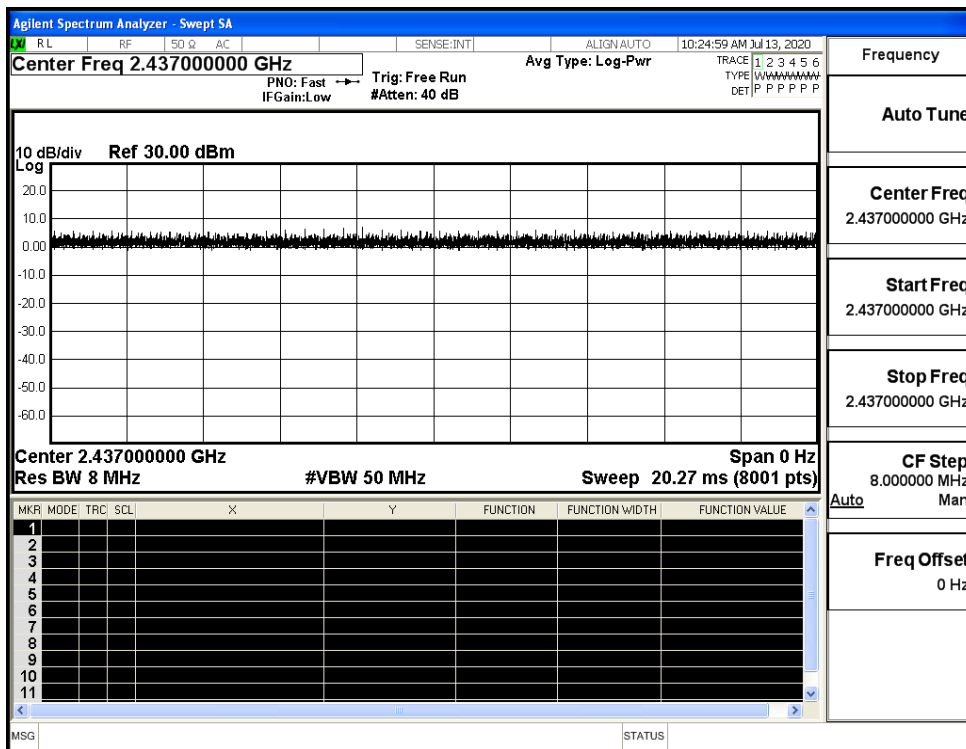 Agilent Spectrum Analyzer - Swept SA
LXI RL RF 50 Ω AC SENSE:INT ALIGN AUTO 10:24:59 AM Jul 13, 2020
Center Freq 2.437000000 GHz
PNO: Fast
IFGain:Low
Trig: Free Run
#Atten: 40 dB
Avg Type: Log-Pwr
TRACE 1 2 3 4 5 6
TYPE WWWWWW
DET P P P P P P
10 dB/div Ref 30.00 dBm
Log
20.0
10.0
0.00
-10.0
-20.0
-30.0
-40.0
-50.0
-60.0
Center 2.437000000 GHz Span 0 Hz
Res BW 8 MHz #VBW 50 MHz Sweep 20.27 ms (8001 pts)
MKR MODE TRC SCL X Y FUNCTION FUNCTION WIDTH FUNCTION VALUE
1
2
3
4
5
6
7
8
9
10
11
MSG STATUS
Frequency
Auto Tune
Center Freq
2.437000000 GHz
Start Freq
2.437000000 GHz
Stop Freq
2.437000000 GHz
CF Step
8.000000 MHz
Auto Man
Freq Offset
0 Hz